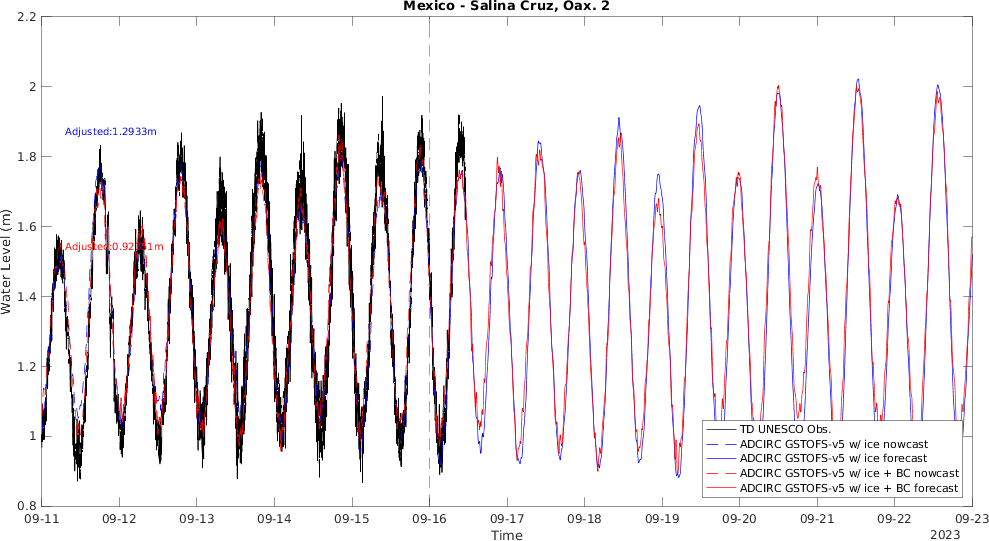 Mexico - Salina Cruz, Oax. 2
2.2
2
1.8
1.6
1.4
1.2
1
0.8
Water Level (m)
Adjusted:1.2933m
TD UNESCO Obs.
ADCIRC GSTOFS-v5 w/ ice nowcast
ADCIRC GSTOFS-v5 w/ ice forecast
ADCIRC GSTOFS-v5 w/ ice + BC nowcast
ADCIRC GSTOFS-v5 w/ ice + BC forecast
09-11 09-12 09-13 09-14 09-15 09-16 09-17 09-18 09-19 09-20 09-21 09-22 09-23
Time
2023